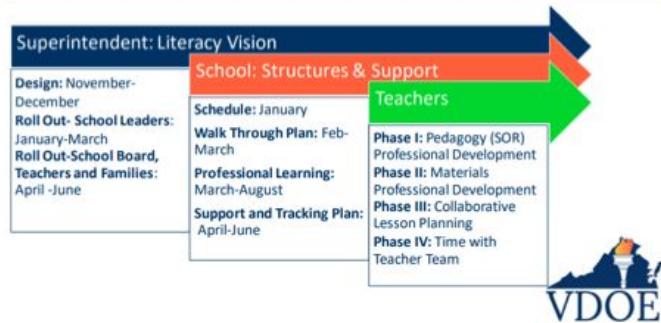 Superintendent: Literacy Vision
Design: November-
December
Roll Out- School Leaders:
January-March
Roll Out-School Board,
Teachers and Families:
April -June
School: Structures & Support
Schedule: January
Walk Through Plan: Feb-
March
Professional Learning:
March-August
Support and Tracking Plan:
April-June
Teachers
Phase I: Pedagogy (SOR)
Professional Development
Phase II: Materials
Professional Development
Phase III: Collaborative
Lesson Planning
Phase IV: Time with
Teacher Team
VDOE